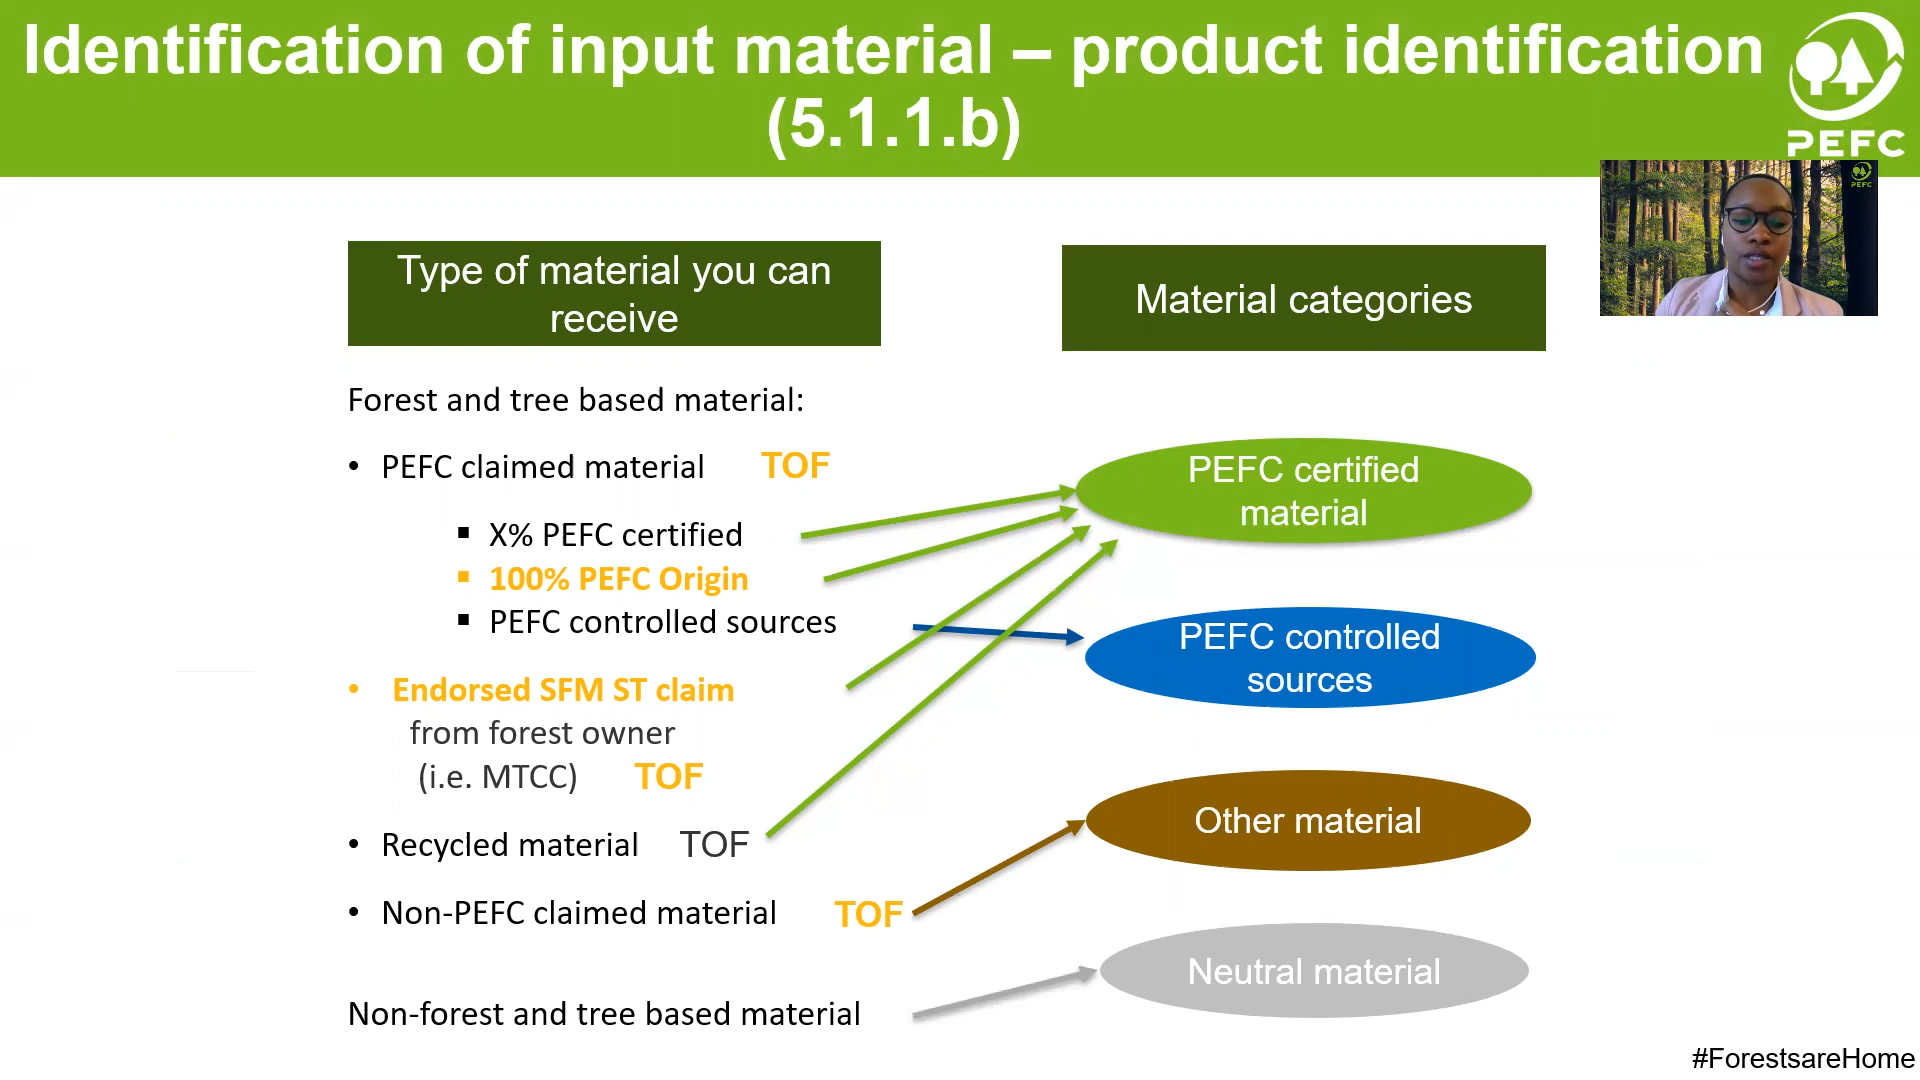 Identification of input material – product identification
(5.1.1.b)
PEFC
PEFC
Type of material you can
receive
Material categories
Forest and tree based material:
• PEFC claimed material TOF
▪ X% PEFC certified
▪ 100% PEFC Origin
▪ PEFC controlled sources
• Endorsed SFM ST claim
from forest owner
(i.e. MTCC) TOF
• Recycled material TOF
• Non-PEFC claimed material TOF
Non-forest and tree based material
PEFC certified
material
PEFC controlled
sources
Other material
Neutral material
#ForestsareHome